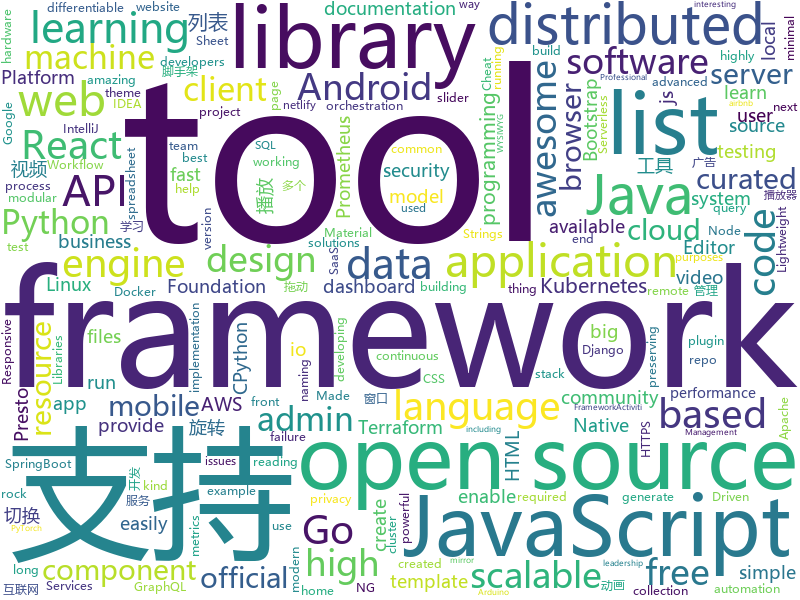 differentiable website documentation way interesting
hardware learning 列表 developers library distributed Sheet minimal
Platform machine client Android software local
脚手架 amazing theme page slider server highly advanced
Google IDEA web netlify orchestration user js learn
IntelliJ project React API tool list awesome browser Cheat programming Bootstrap source Serverless airbnb
team best SQL Prometheus security testing Professional next
视频 Workflow fast working 播放 model common WYSIWYG Java 工具 广告
modular process help 多个 used curated system 播放器
Python version Strings cloud query Node Lightweight
test business 学习 engine design Material solutions application available Editor code end purposes
spreadsheet SaaS data video thing remote 管理
Linux Docker Foundation dashboard building Kubernetes
Responsive Libraries files implementation framework io naming developing big Django preserving plugin
Presto resource run CPython front Made continuous CSS community repo
app mobile AWS 窗口 stack performance Apache
provide admin language based
SpringBoot 旋转 Terraform React Native FrameworkActiviti
failure including Management
rock 支持 open source HTML HTTPS enable required Driven
切换 kind reading issues example JavaScript privacy generate
开发 easily metrics Go create powerful cluster running
long 服务 use high scalable free simple automation
component modern template 动画
互联网 Services official GraphQL home created mirror Arduino leadership collection PyTorch
拖动 NG build